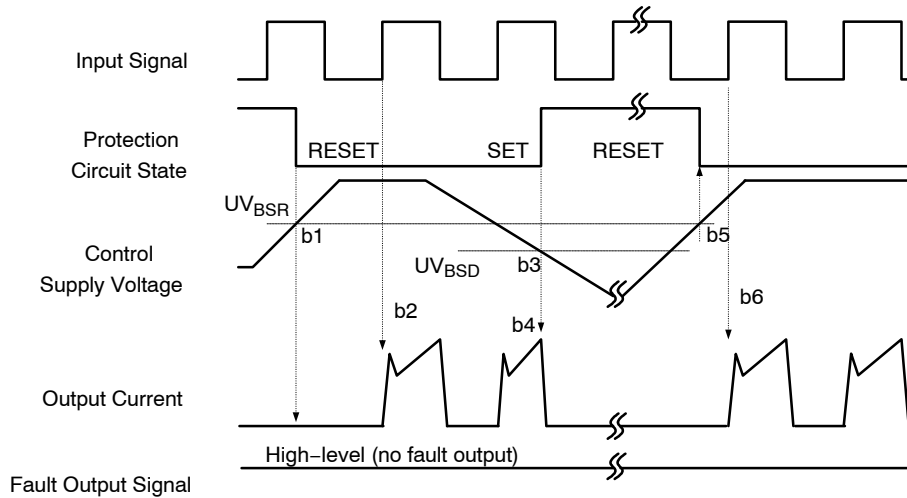 Input Signal
Protection
Circuit State
RESET
SET
RESET
UVBSR
b1
b5
Control
Supply Voltage
UVBSD
b3
b2
b4
b6
Output Current
High−level (no fault output)
Fault Output Signal